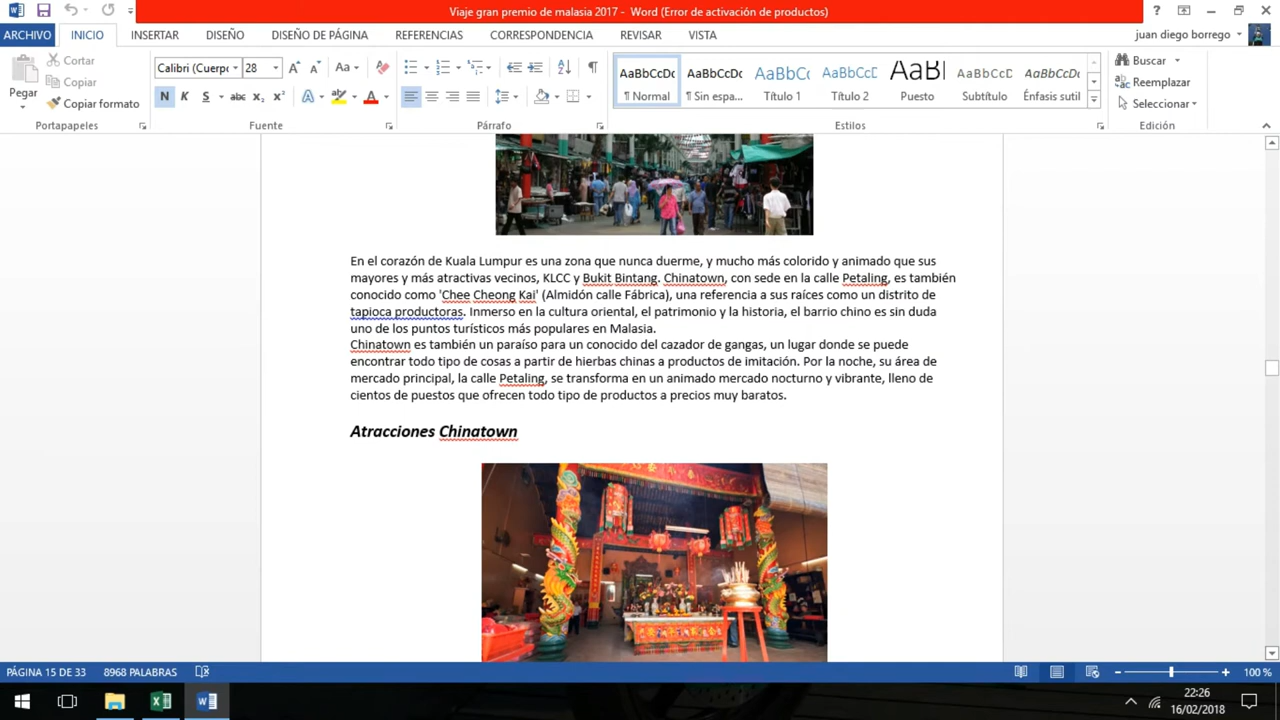 Viaje gran premio de malasia 2017 - Word (Error de activación de productos)
ARCHIVO INICIO INSERTAR DISEÑO DISEÑO DE PÁGINA REFERENCIAS CORRESPONDENCIA REVISAR VISTA juan diego borrego
Pegar
Cortar
Copiar
Copiar formato
Portapapeles
Calibri (Cuerpo 28
N K S abc x₂ x²
Fuente
Párrafo
AaBbCcDc AaBbCcDc AaBbCc AaBbCcC AaBl AaBbCcD AaBbCcDc
¶ Normal ¶ Sin espa... Título 1 Título 2 Puesto Subtítulo Énfasis sutil
Estilos
Buscar
Reemplazar
Seleccionar
Edición
En el corazón de Kuala Lumpur es una zona que nunca duerme, y mucho más colorido y animado que sus
mayores y más atractivas vecinos, KLCC y Bukit Bintang. Chinatown, con sede en la calle Petaling, es también
conocido como 'Chee Cheong Kai' (Almidón calle Fábrica), una referencia a sus raíces como un distrito de
tapioca productoras. Inmerso en la cultura oriental, el patrimonio y la historia, el barrio chino es sin duda
uno de los puntos turísticos más populares en Malasia.
Chinatown es también un paraíso para un conocido del cazador de gangas, un lugar donde se puede
encontrar todo tipo de cosas a partir de hierbas chinas a productos de imitación. Por la noche, su área de
mercado principal, la calle Petaling, se transforma en un animado mercado nocturno y vibrante, lleno de
cientos de puestos que ofrecen todo tipo de productos a precios muy baratos.
Atracciones Chinatown
PÁGINA 15 DE 33 8968 PALABRAS 100 %
22:26
16/02/2018